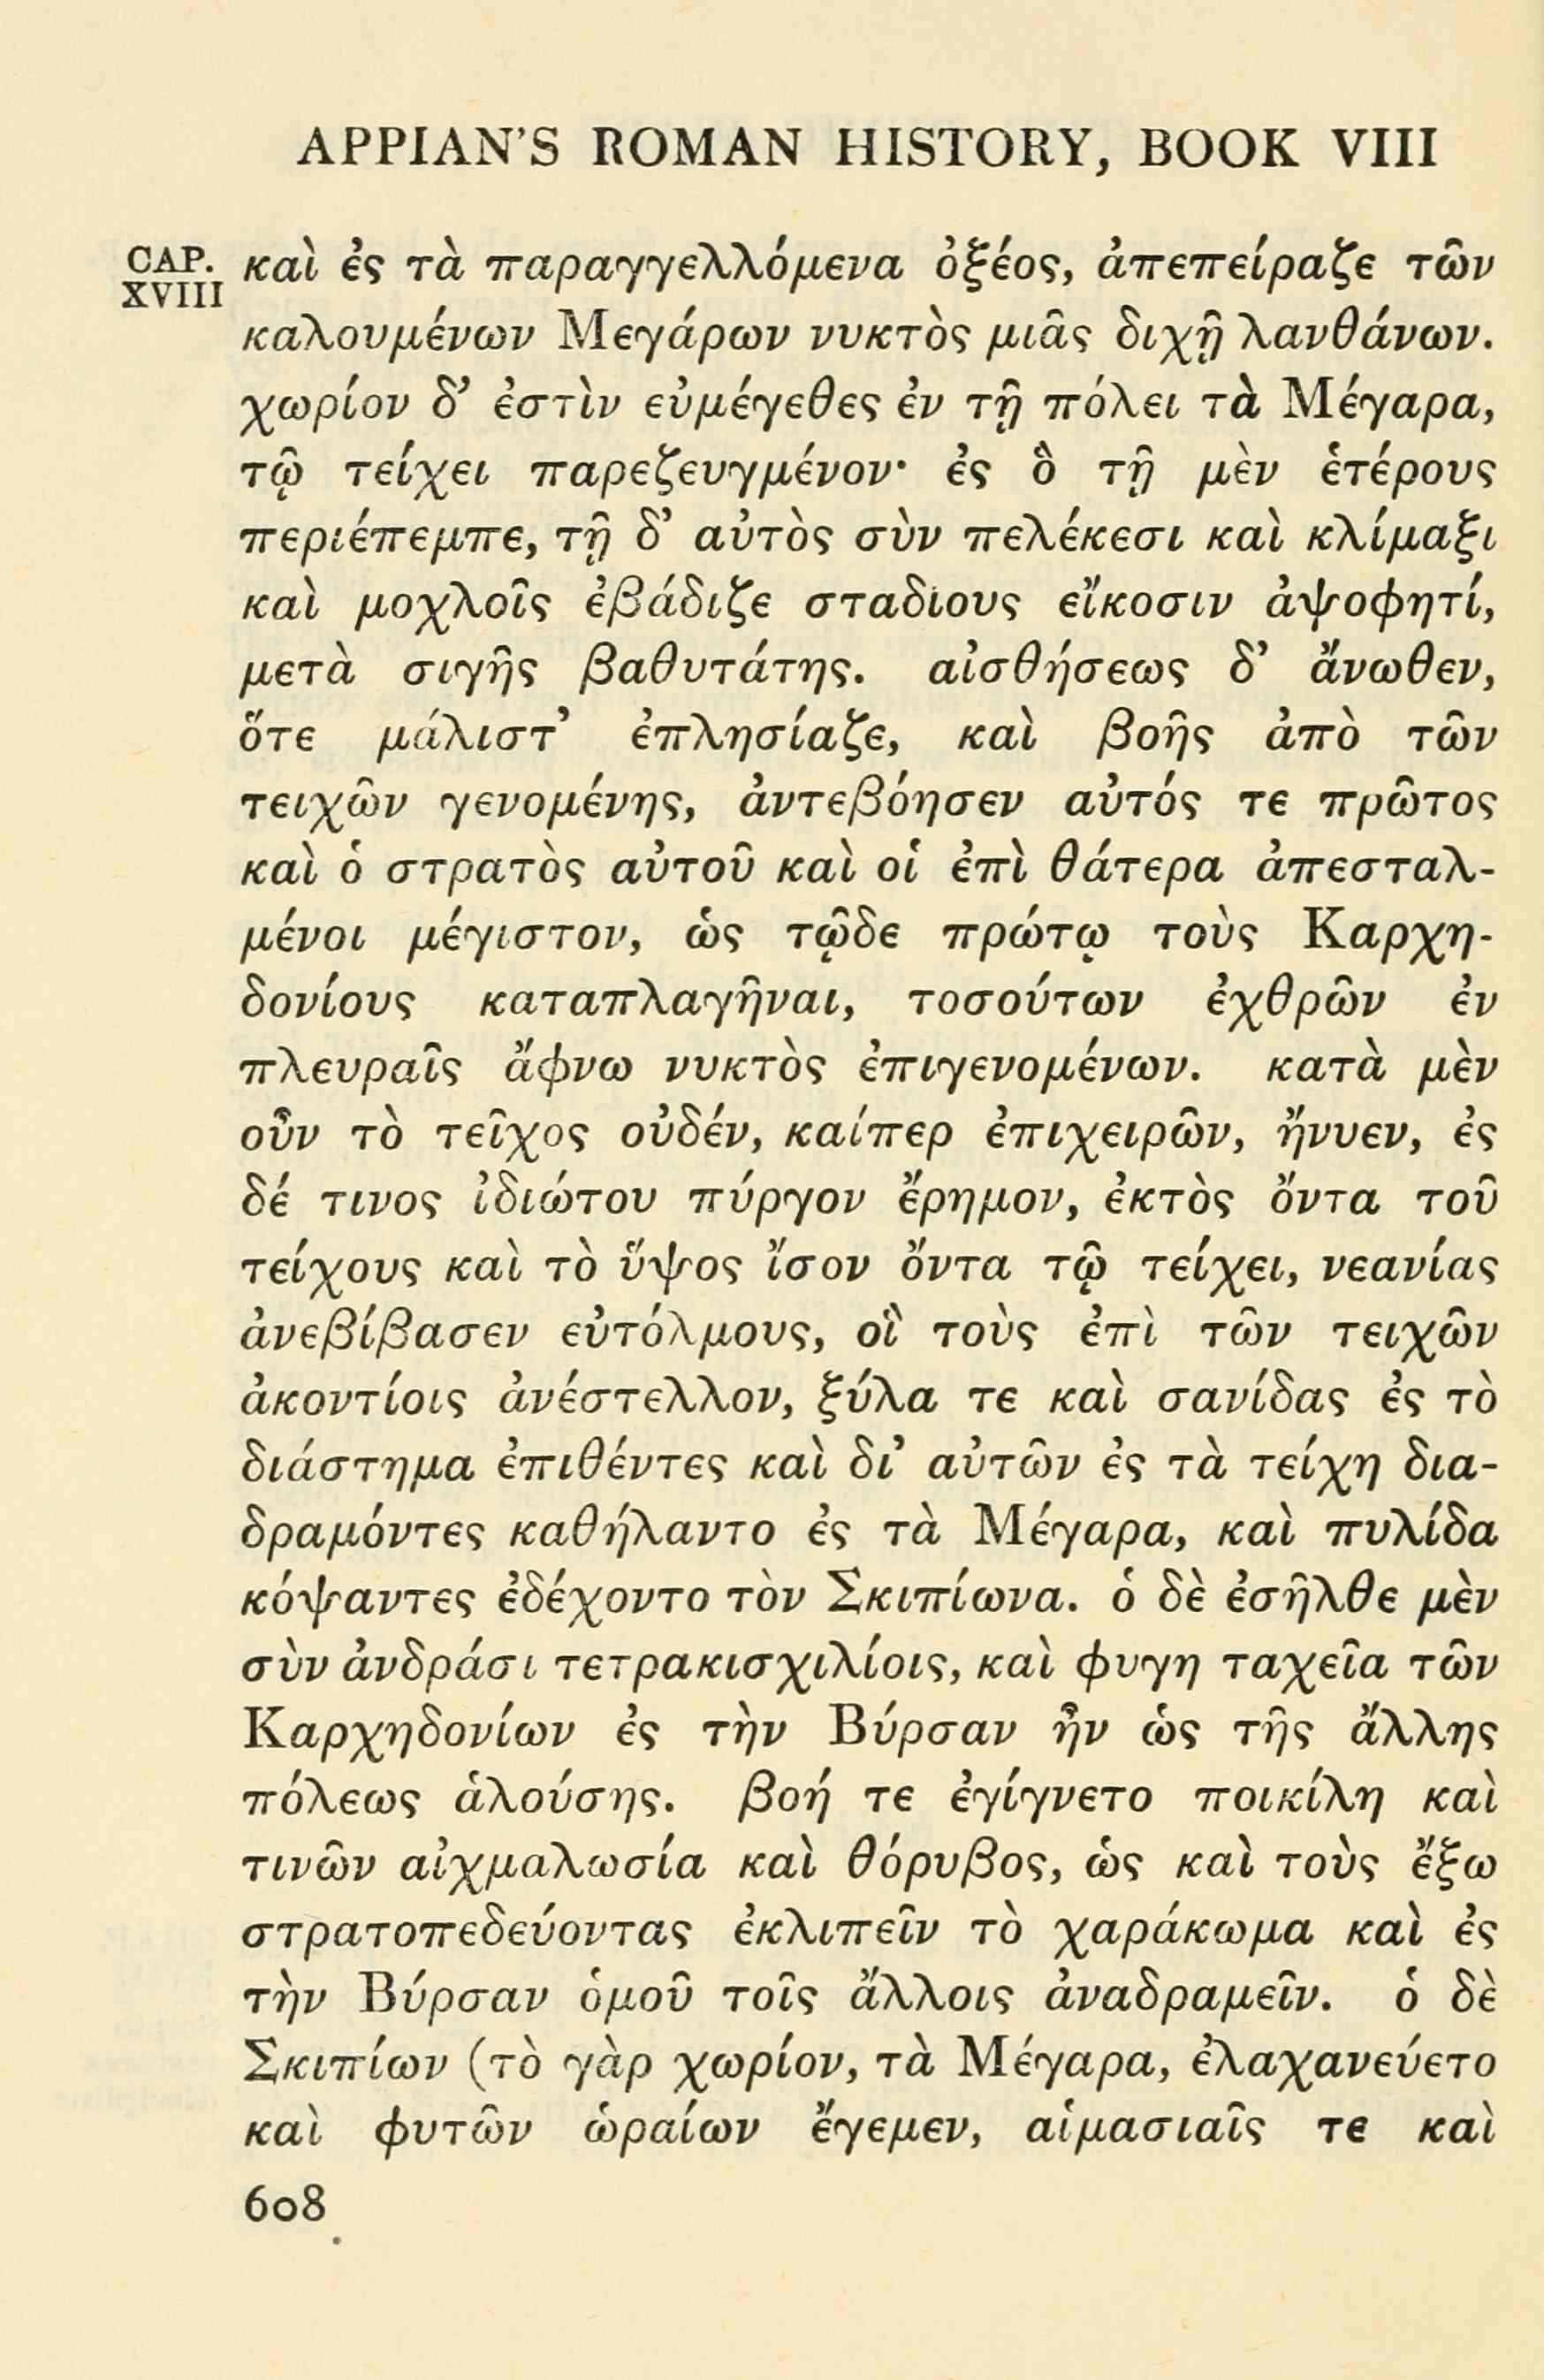 APPIAN'S ROMAN HISTORY, BOOK VIII
CAP. XVIII
καὶ ἐς τὰ παραγγελλόμενα ὀξέος, ἀπεπείραζε τῶν
καλουμένων Μεγάρων νυκτὸς μιᾶς διχῇ λανθάνων.
χωρίον δ’ ἐστὶν εὐμέγεθες ἐν τῇ πόλει τὰ Μέγαρα,
τῷ τείχει παρεζευγμένον· ἐς ὃ τῇ μὲν ἑτέρους
περιέπεμπε, τῇ δ’ αὐτὸς σὺν πελέκεσι καὶ κλίμαξι
καὶ μοχλοῖς ἐβάδιζε σταδίους εἴκοσιν ἀψοφητί,
μετὰ σιγῆς βαθυτάτης. αἰσθήσεως δ’ ἄνωθεν,
ὅτε μάλιστ’ ἐπλησίαζε, καὶ βοῆς ἀπὸ τῶν
τειχῶν γενομένης, ἀντεβόησεν αὐτός τε πρῶτος
καὶ ὁ στρατὸς αὐτοῦ καὶ οἱ ἐπὶ θάτερα ἀπεσταλ-
μένοι μέγιστον, ὡς τῷδε πρώτῳ τοὺς Καρχη-
δονίους καταπλαγῆναι, τοσούτων ἐχθρῶν ἐν
πλευραῖς ἄφνω νυκτὸς ἐπιγενομένων. κατὰ μὲν
οὖν τὸ τεῖχος οὐδέν, καίπερ ἐπιχειρῶν, ἤνυεν, ἐς
δέ τινος ἰδιώτου πύργον ἔρημον, ἐκτὸς ὄντα τοῦ
τείχους καὶ τὸ ὕψος ἴσον ὄντα τῷ τείχει, νεανίας
ἀνεβίβασεν εὐτόλμους, οἳ τοὺς ἐπὶ τῶν τειχῶν
ἀκοντίοις ἀνέστελλον, ξύλα τε καὶ σανίδας ἐς τὸ
διάστημα ἐπιθέντες καὶ δι’ αὐτῶν ἐς τὰ τείχη δια-
δραμόντες καθήλαντο ἐς τὰ Μέγαρα, καὶ πυλίδα
κόψαντες ἐδέχοντο τὸν Σκιπίωνα. ὁ δὲ ἐσῆλθε μὲν
σὺν ἀνδράσι τετρακισχιλίοις, καὶ φυγη ταχεῖα τῶν
Καρχηδονίων ἐς τὴν Βύρσαν ἦν ὡς τῆς ἄλλης
πόλεως ἁλούσης. βοή τε ἐγίγνετο ποικίλη καὶ
τινῶν αἰχμαλωσία καὶ θόρυβος, ὡς καὶ τοὺς ἔξω
στρατοπεδεύοντας ἐκλιπεῖν τὸ χαράκωμα καὶ ἐς
τὴν Βύρσαν ὁμοῦ τοῖς ἄλλοις ἀναδραμεῖν. ὁ δὲ
Σκιπίων (τὸ γὰρ χωρίον, τὰ Μέγαρα, ἐλαχανεύετο
καὶ φυτῶν ὡραίων ἔγεμεν, αἱμασιαῖς τε καὶ
608